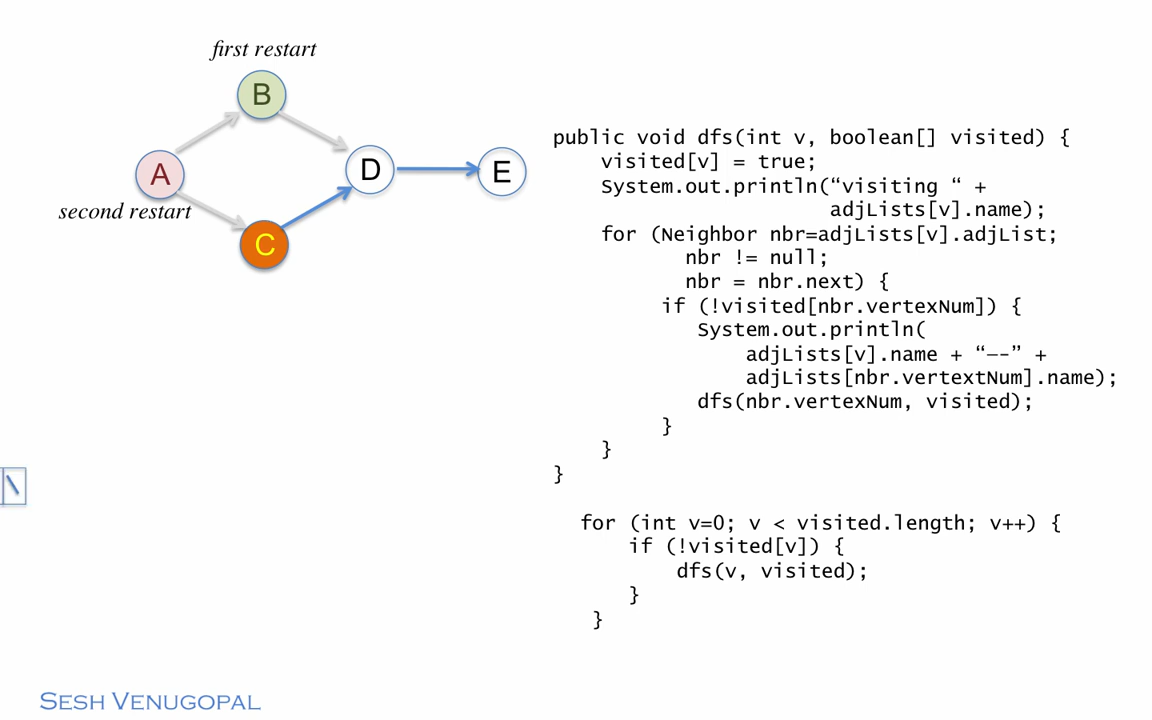 first restart
B
A
D
E
second restart
C
public void dfs(int v, boolean[] visited) {
visited[v] = true;
System.out.println(“visiting “ +
adjLists[v].name);
for (Neighbor nbr=adjLists[v].adjList;
nbr != null;
nbr = nbr.next) {
if (!visited[nbr.vertexNum]) {
System.out.println(
adjLists[v].name + “—-” +
adjLists[nbr.vertextNum].name);
dfs(nbr.vertexNum, visited);
}
}
}
for (int v=0; v < visited.length; v++) {
if (!visited[v]) {
dfs(v, visited);
}
}
SESH VENUGOPAL